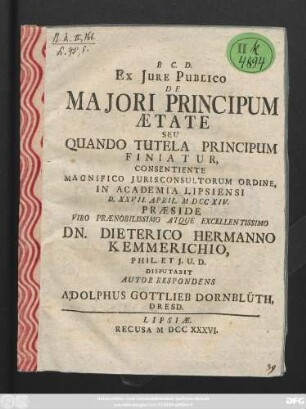 B. C. D.
EX JURE PUBLICO
DE
MAJORI PRINCIPUM
ÆTATE
SEU
QUANDO TUTELA PRINCIPUM
FINIATUR,
CONSENTIENTE
MAGNIFICO JURISCONSULTORUM ORDINE,
IN ACADEMIA LIPSIENSI
D. XXVII. APRIL. M DCC XIV.
PRÆSIDE
VIRO PRÆNOBILISSIMO ATQUE EXCELLENTISSIMO
DN. DIETERICO HERMANNO
KEMMERICHIO,
PHIL. ET J. U. D.
DISPUTABIT
AUTOR RESPONDENS
ADOLPHUS GOTTLIEB DORNBLÜTH,
DRESD.
LIPSIÆ,
RECUSA M DCC XXXVI.
II k
4894
39